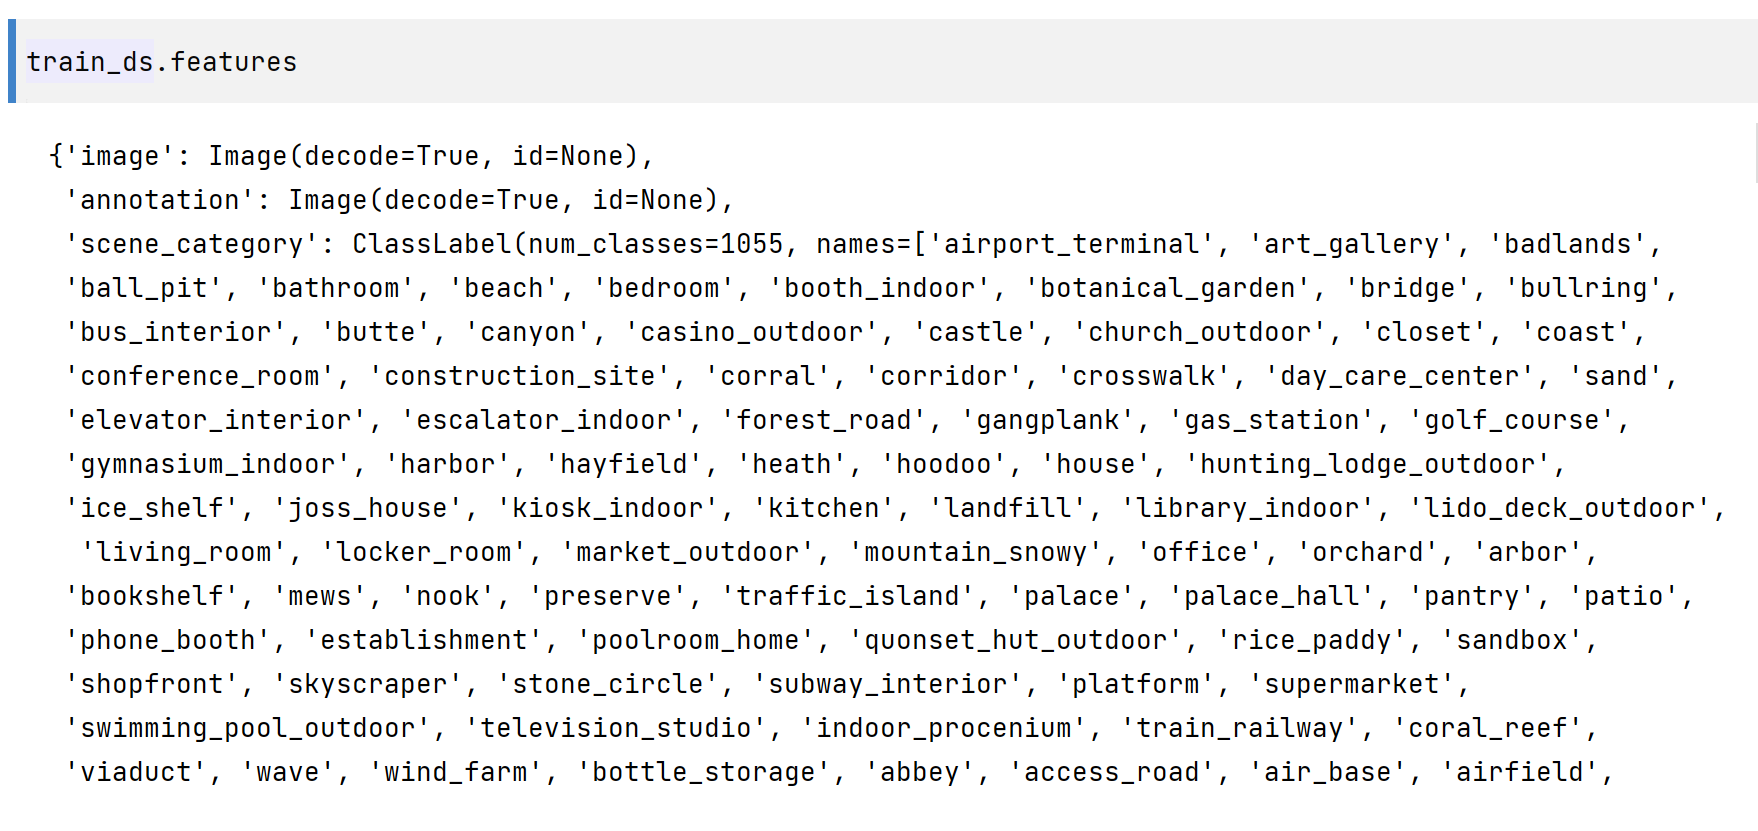 train_ds.features
{'image': Image(decode=True, id=None),
'annotation': Image(decode=True, id=None),
'scene_category': ClassLabel(num_classes=1055, names=['airport_terminal', 'art_gallery', 'badlands',
'ball_pit', 'bathroom', 'beach', 'bedroom', 'booth_indoor', 'botanical_garden', 'bridge', 'bullring',
'bus_interior', 'butte', 'canyon', 'casino_outdoor', 'castle', 'church_outdoor', 'closet', 'coast',
'conference_room', 'construction_site', 'corral', 'corridor', 'crosswalk', 'day_care_center', 'sand',
'elevator_interior', 'escalator_indoor', 'forest_road', 'gangplank', 'gas_station', 'golf_course',
'gymnasium_indoor', 'harbor', 'hayfield', 'heath', 'hoodoo', 'house', 'hunting_lodge_outdoor',
'ice_shelf', 'joss_house', 'kiosk_indoor', 'kitchen', 'landfill', 'library_indoor', 'lido_deck_outdoor',
'living_room', 'locker_room', 'market_outdoor', 'mountain_snowy', 'office', 'orchard', 'arbor',
'bookshelf', 'mews', 'nook', 'preserve', 'traffic_island', 'palace', 'palace_hall', 'pantry', 'patio',
'phone_booth', 'establishment', 'poolroom_home', 'quonset_hut_outdoor', 'rice_paddy', 'sandbox',
'shopfront', 'skyscraper', 'stone_circle', 'subway_interior', 'platform', 'supermarket',
'swimming_pool_outdoor', 'television_studio', 'indoor_procenium', 'train_railway', 'coral_reef',
'viaduct', 'wave', 'wind_farm', 'bottle_storage', 'abbey', 'access_road', 'air_base', 'airfield',